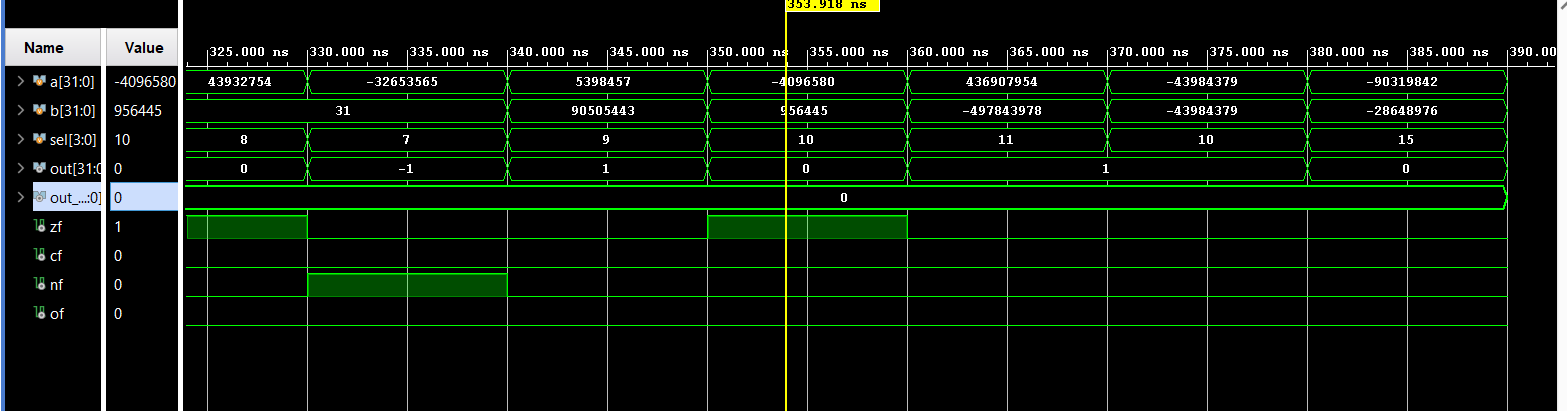 353.918 ns
Name Value 325.000 ns 330.000 ns 335.000 ns 340.000 ns 345.000 ns 350.000 ns 355.000 ns 360.000 ns 365.000 ns 370.000 ns 375.000 ns 380.000 ns 385.000 ns 390.00
a[31:0] -4096580 43932754 -32653565 5398457 -4096580 436907954 -43984379 -90319842
b[31:0] 956445 31 90505443 956445 -497843978 -43984379 -28648976
sel[3:0] 10 8 7 9 10 11 10 15
out[31:0 0 0 -1 1 0 1 0
out_...:0] 0 0
zf 1
cf 0
nf 0
of 0